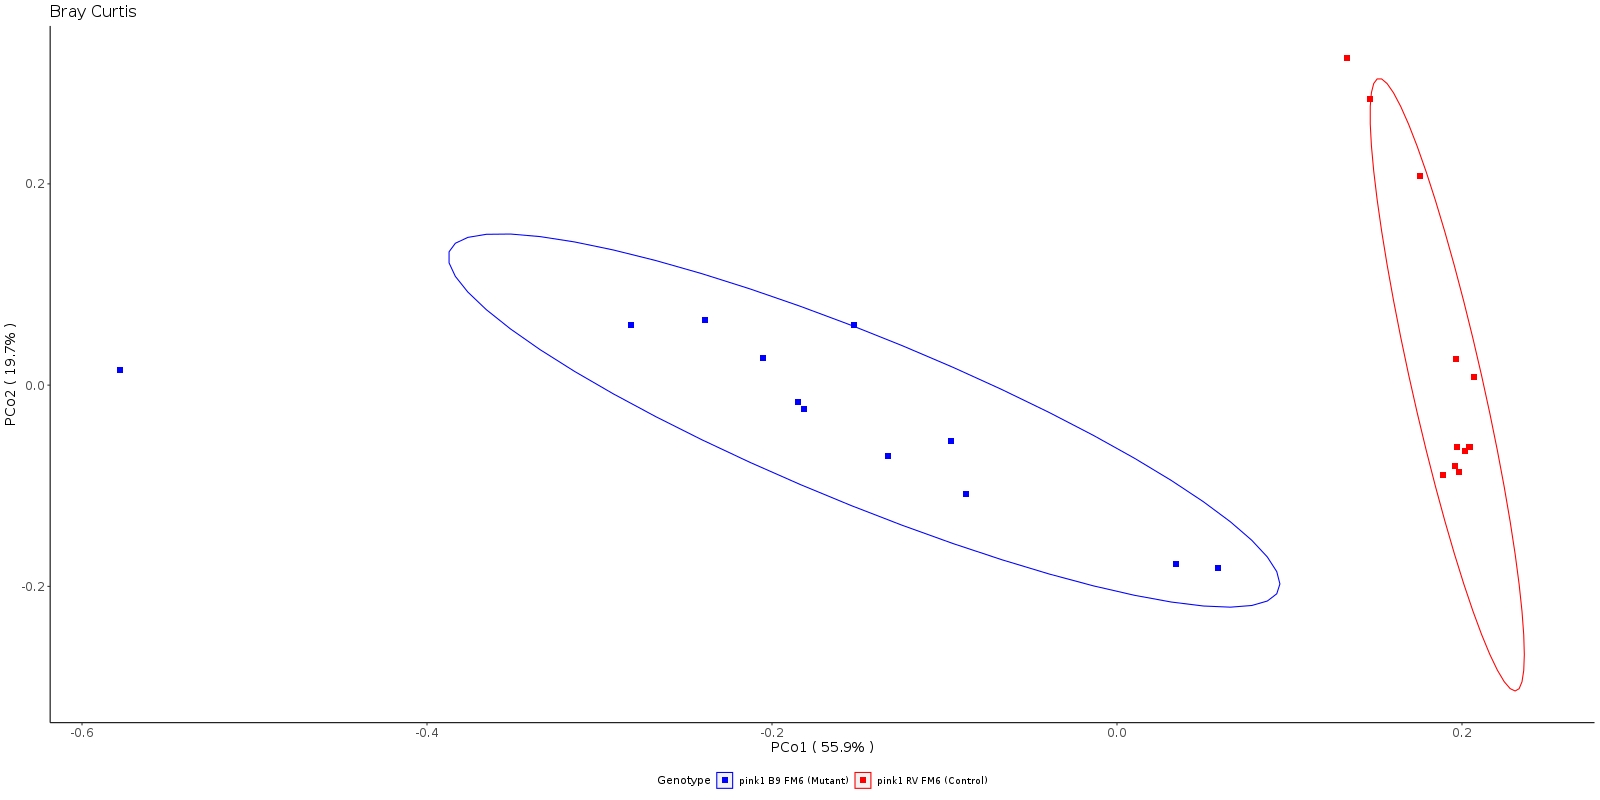 Bray Curtis
PCo2 ( 19.7% )
0.2
0.0
-0.2
-0.6
-0.4
-0.2
0.0
0.2
PCo1 ( 55.9% )
Genotype pink1 B9 FM6 (Mutant) pink1 RV FM6 (Control)